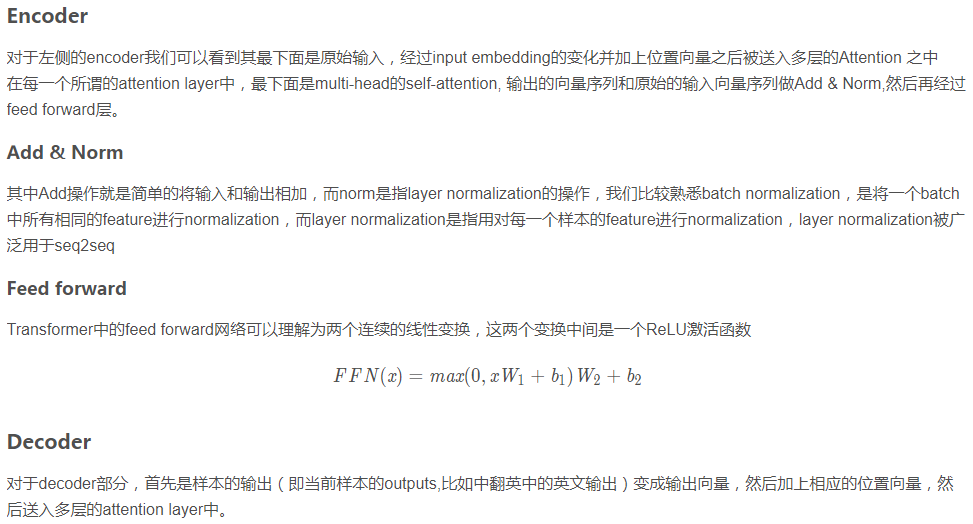 Encoder
对于左侧的encoder我们可以看到其最下面是原始输入，经过input embedding的变化并加上位置向量之后被送入多层的Attention 之中
在每一个所谓的attention layer中，最下面是multi-head的self-attention, 输出的向量序列和原始的输入向量序列做Add & Norm,然后再经过
feed forward层。
Add & Norm
其中Add操作就是简单的将输入和输出相加，而norm是指layer normalization的操作，我们比较熟悉batch normalization，是将一个batch
中所有相同的feature进行normalization，而layer normalization是指用对每一个样本的feature进行normalization，layer normalization被广
泛用于seq2seq
Feed forward
Transformer中的feed forward网络可以理解为两个连续的线性变换，这两个变换中间是一个ReLU激活函数
FFN(x) = max(0, xW₁ + b₁)W₂ + b₂
Decoder
对于decoder部分，首先是样本的输出（即当前样本的outputs,比如中翻英中的英文输出）变成输出向量，然后加上相应的位置向量，然
后送入多层的attention layer中。